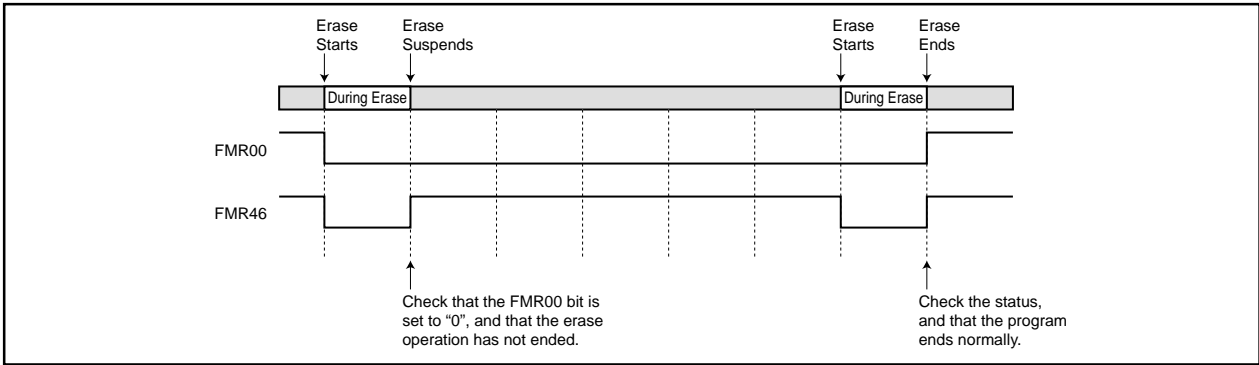 Erase
Starts
Erase
Suspends
Erase
Starts
Erase
Ends
During Erase
During Erase
FMR00
FMR46
Check that the FMR00 bit is
set to “0”, and that the erase
operation has not ended.
Check the status,
and that the program
ends normally.